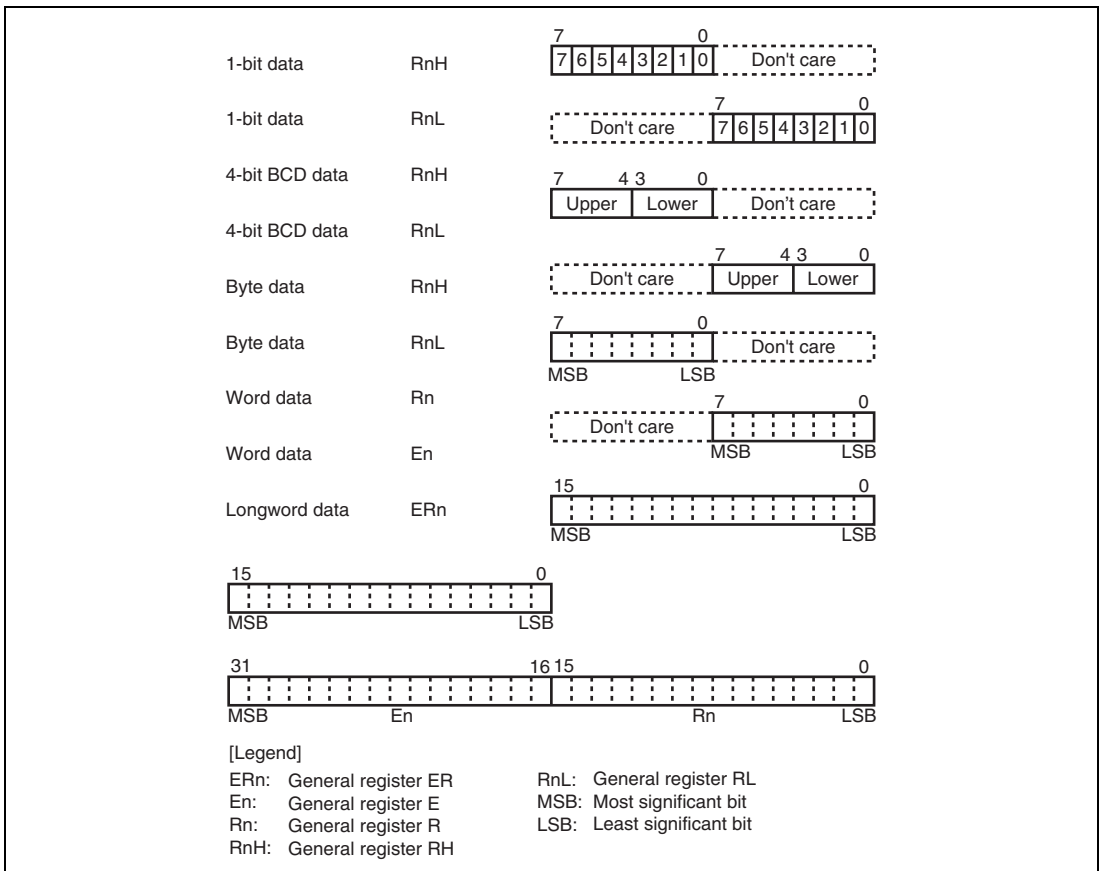 7 0
1-bit data RnH 7 6 5 4 3 2 1 0 Don't care
7 0
1-bit data RnL Don't care 7 6 5 4 3 2 1 0
4-bit BCD data RnH 7 4 3 0
Upper Lower Don't care
4-bit BCD data RnL
7 4 3 0
Byte data RnH Don't care Upper Lower
7 0
Byte data RnL Don't care
MSB LSB
Word data Rn 7 0
Don't care
Word data En MSB LSB
15 0
Longword data ERn
MSB LSB
15 0
MSB LSB
31 16 15 0
MSB En Rn LSB
[Legend]
ERn: General register ER RnL: General register RL
En: General register E MSB: Most significant bit
Rn: General register R LSB: Least significant bit
RnH: General register RH